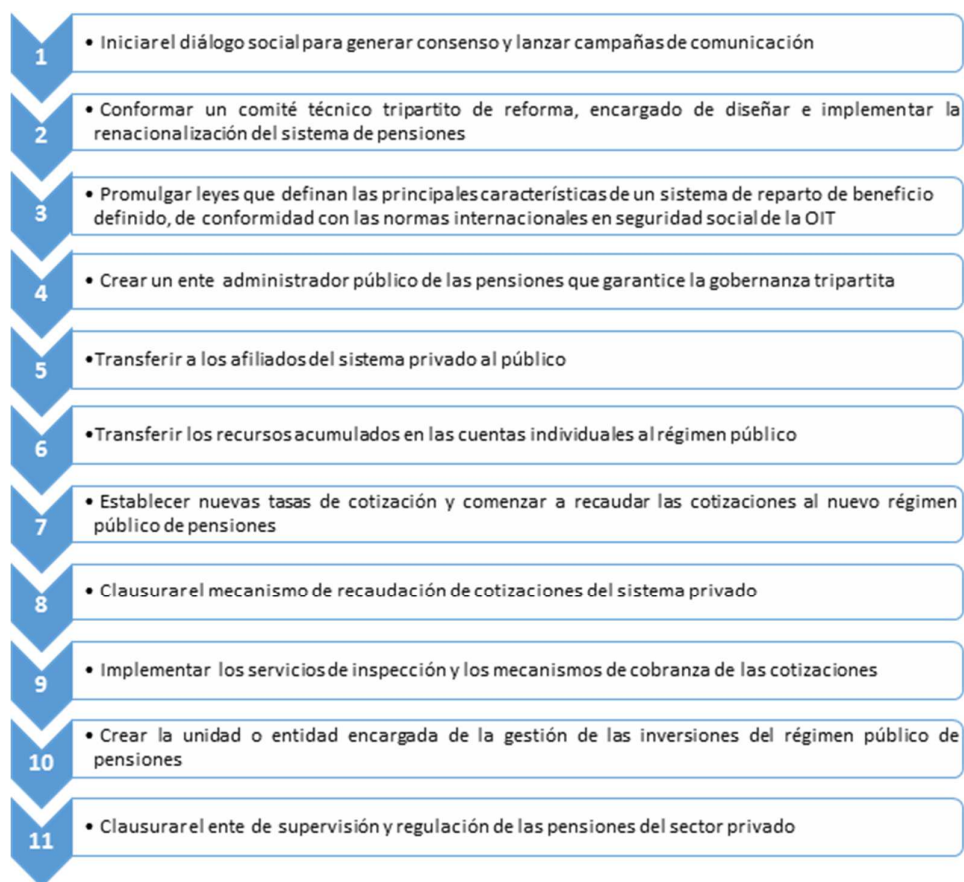 1
• Iniciar el diálogo social para generar consenso y lanzar campañas de comunicación
2
• Conformar un comité técnico tripartito de reforma, encargado de diseñar e implementar la
renacionalización del sistema de pensiones
3
• Promulgar leyes que definan las principales características de un sistema de reparto de beneficio
definido, de conformidad con las normas internacionales en seguridad social de la OIT
4
• Crear un ente administrador público de las pensiones que garantice la gobernanza tripartita
5
•Transferir a los afiliados del sistema privado al público
6
•Transferir los recursos acumulados en las cuentas individuales al régimen público
7
• Establecer nuevas tasas de cotización y comenzar a recaudar las cotizaciones al nuevo régimen
público de pensiones
8
• Clausurar el mecanismo de recaudación de cotizaciones del sistema privado
9
• Implementar los servicios de inspección y los mecanismos de cobranza de las cotizaciones
10
• Crear la unidad o entidad encargada de la gestión de las inversiones del régimen público de
pensiones
11
• Clausurar el ente de supervisión y regulación de las pensiones del sector privado